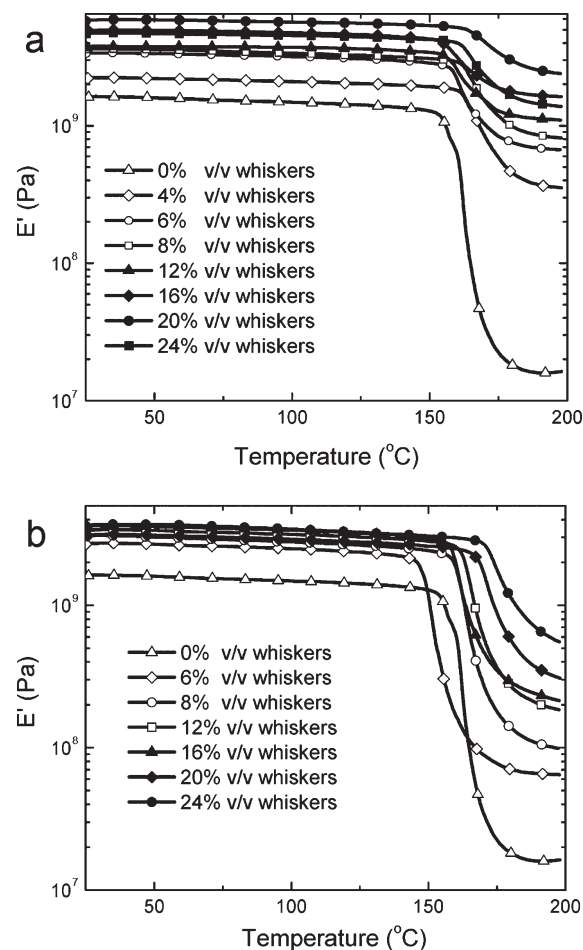 a
E' (Pa)
10⁹
10⁸
10⁷
0% v/v whiskers
4% v/v whiskers
6% v/v whiskers
8% v/v whiskers
12% v/v whiskers
16% v/v whiskers
20% v/v whiskers
24% v/v whiskers
50 100 150 200
Temperature (°C)
b
E' (Pa)
10⁹
10⁸
10⁷
0% v/v whiskers
6% v/v whiskers
8% v/v whiskers
12% v/v whiskers
16% v/v whiskers
20% v/v whiskers
24% v/v whiskers
50 100 150 200
Temperature (°C)